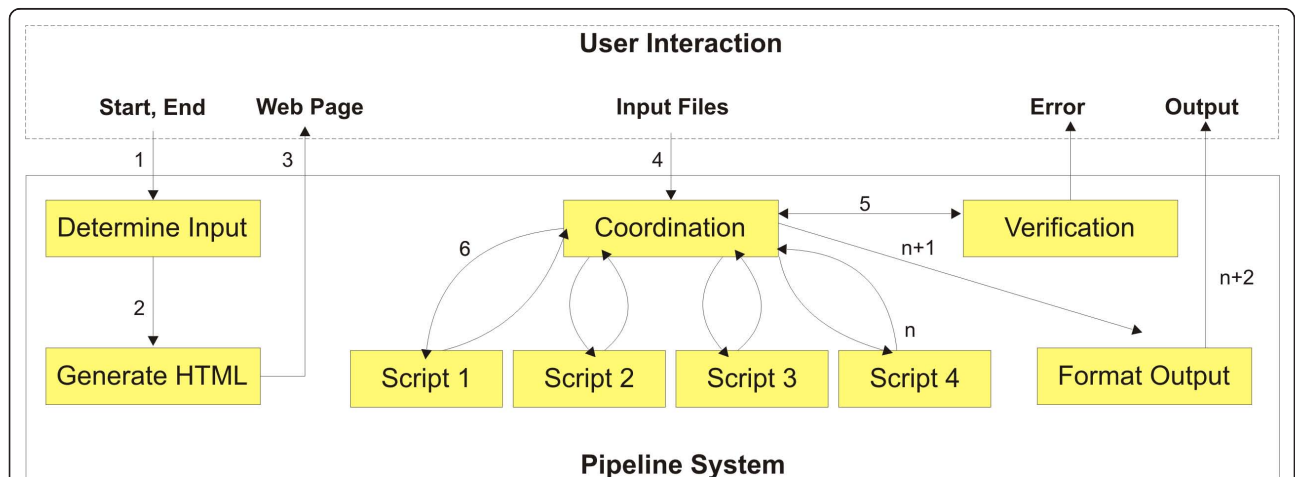 User Interaction
Start, End
Web Page
Input Files
Error
Output
1
3
4
Determine Input
Coordination
5
Verification
6
n+1
n+2
2
n
Generate HTML
Script 1
Script 2
Script 3
Script 4
Format Output
Pipeline System